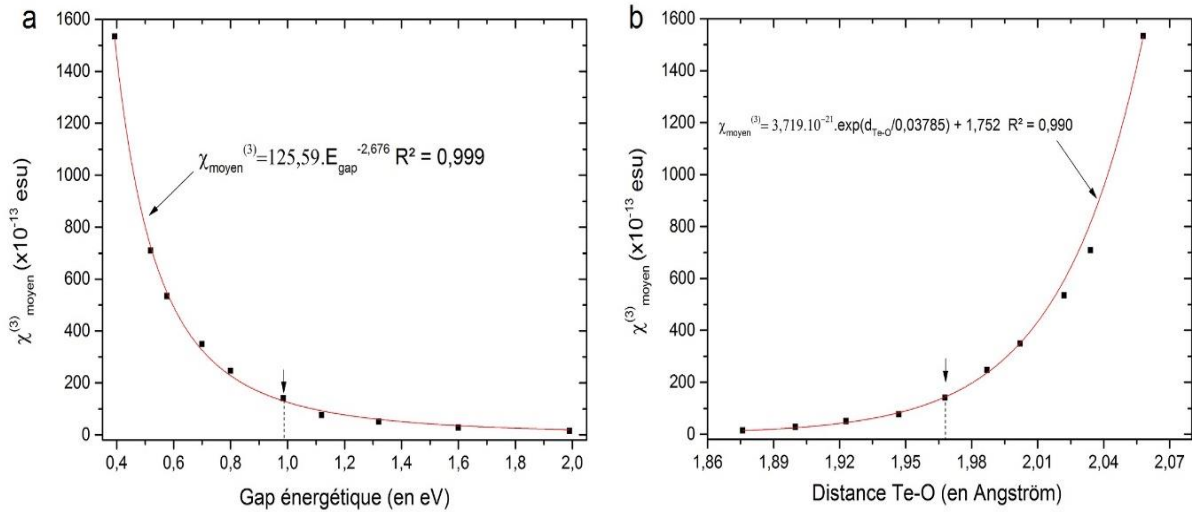 a
χ(3)moyen (x10-13 esu)
1600
1400
1200
1000
800
600
400
200
0
χmoyen(3)=125,59.Egap-2,676 R² = 0,999
0,4 0,6 0,8 1,0 1,2 1,4 1,6 1,8 2,0
Gap énergétique (en eV)
b
χ(3)moyen (x10-13 esu)
1600
1400
1200
1000
800
600
400
200
0
χmoyen(3)= 3,719.10-21.exp(dTe-O/0,03785) + 1,752 R² = 0,990
1,86 1,89 1,92 1,95 1,98 2,01 2,04 2,07
Distance Te-O (en Angström)